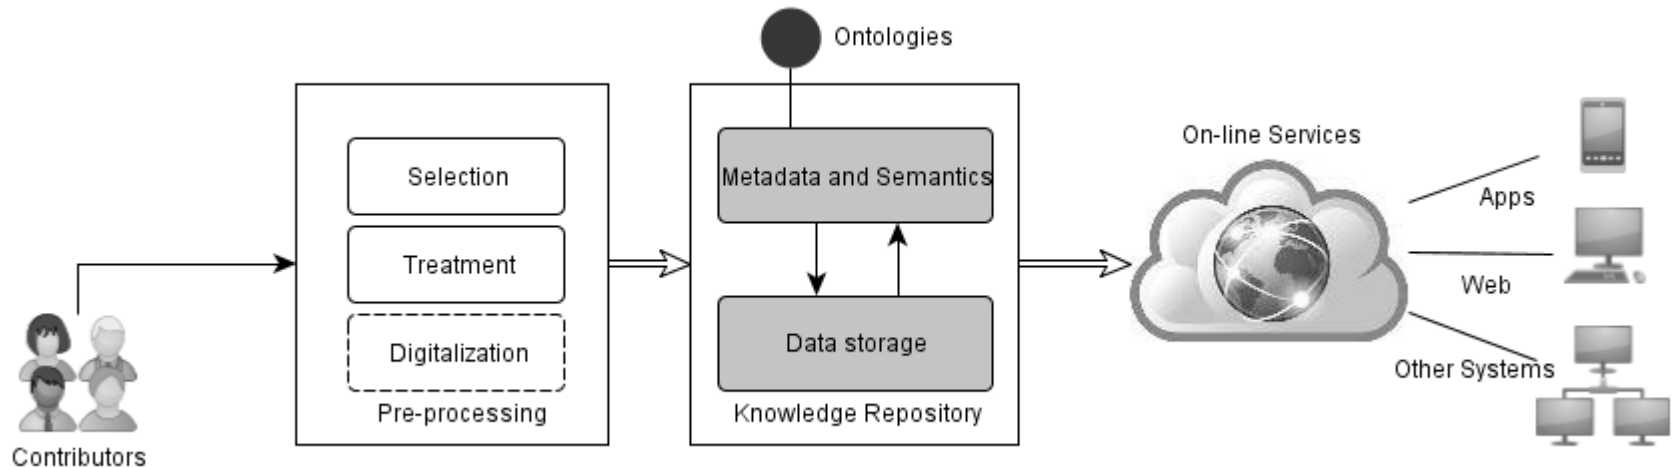 Ontologies
Selection
Treatment
Digitalization
Pre-processing
Contributors
Metadada and Semantics
Data storage
Knowledge Repository
On-line Services
Apps
Web
Other Systems